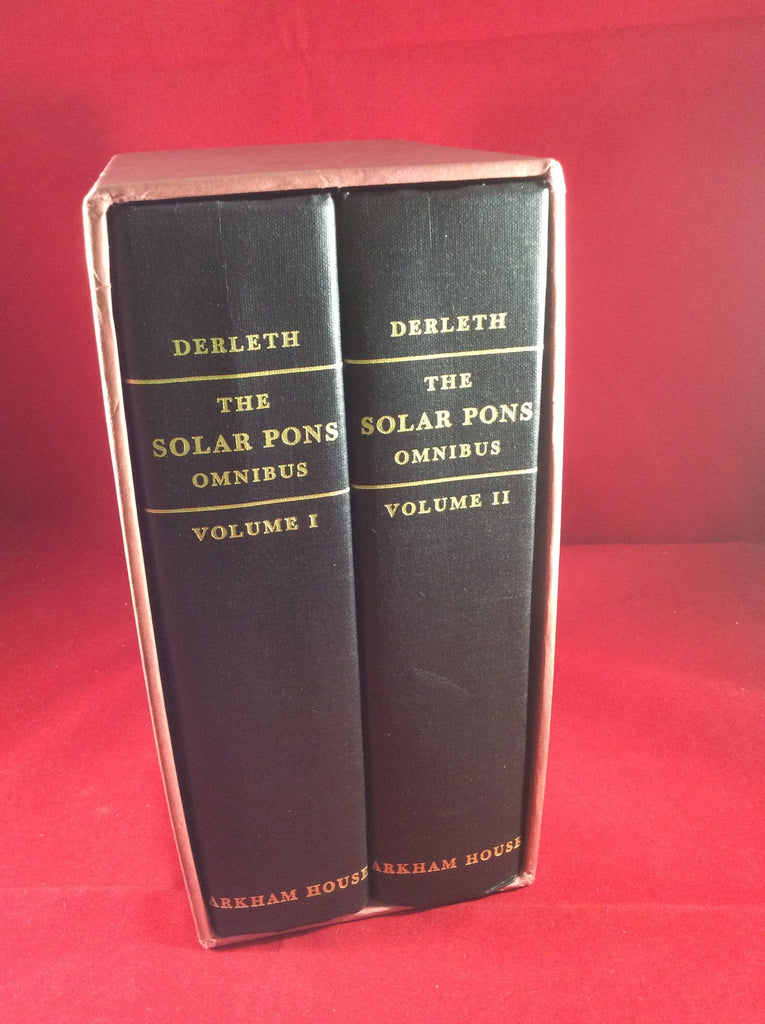 DERLETH
THE
SOLAR PONS
OMNIBUS
VOLUME I
ARKHAM HOUSE
DERLETH
THE
SOLAR PONS
OMNIBUS
VOLUME II
ARKHAM HOUSE